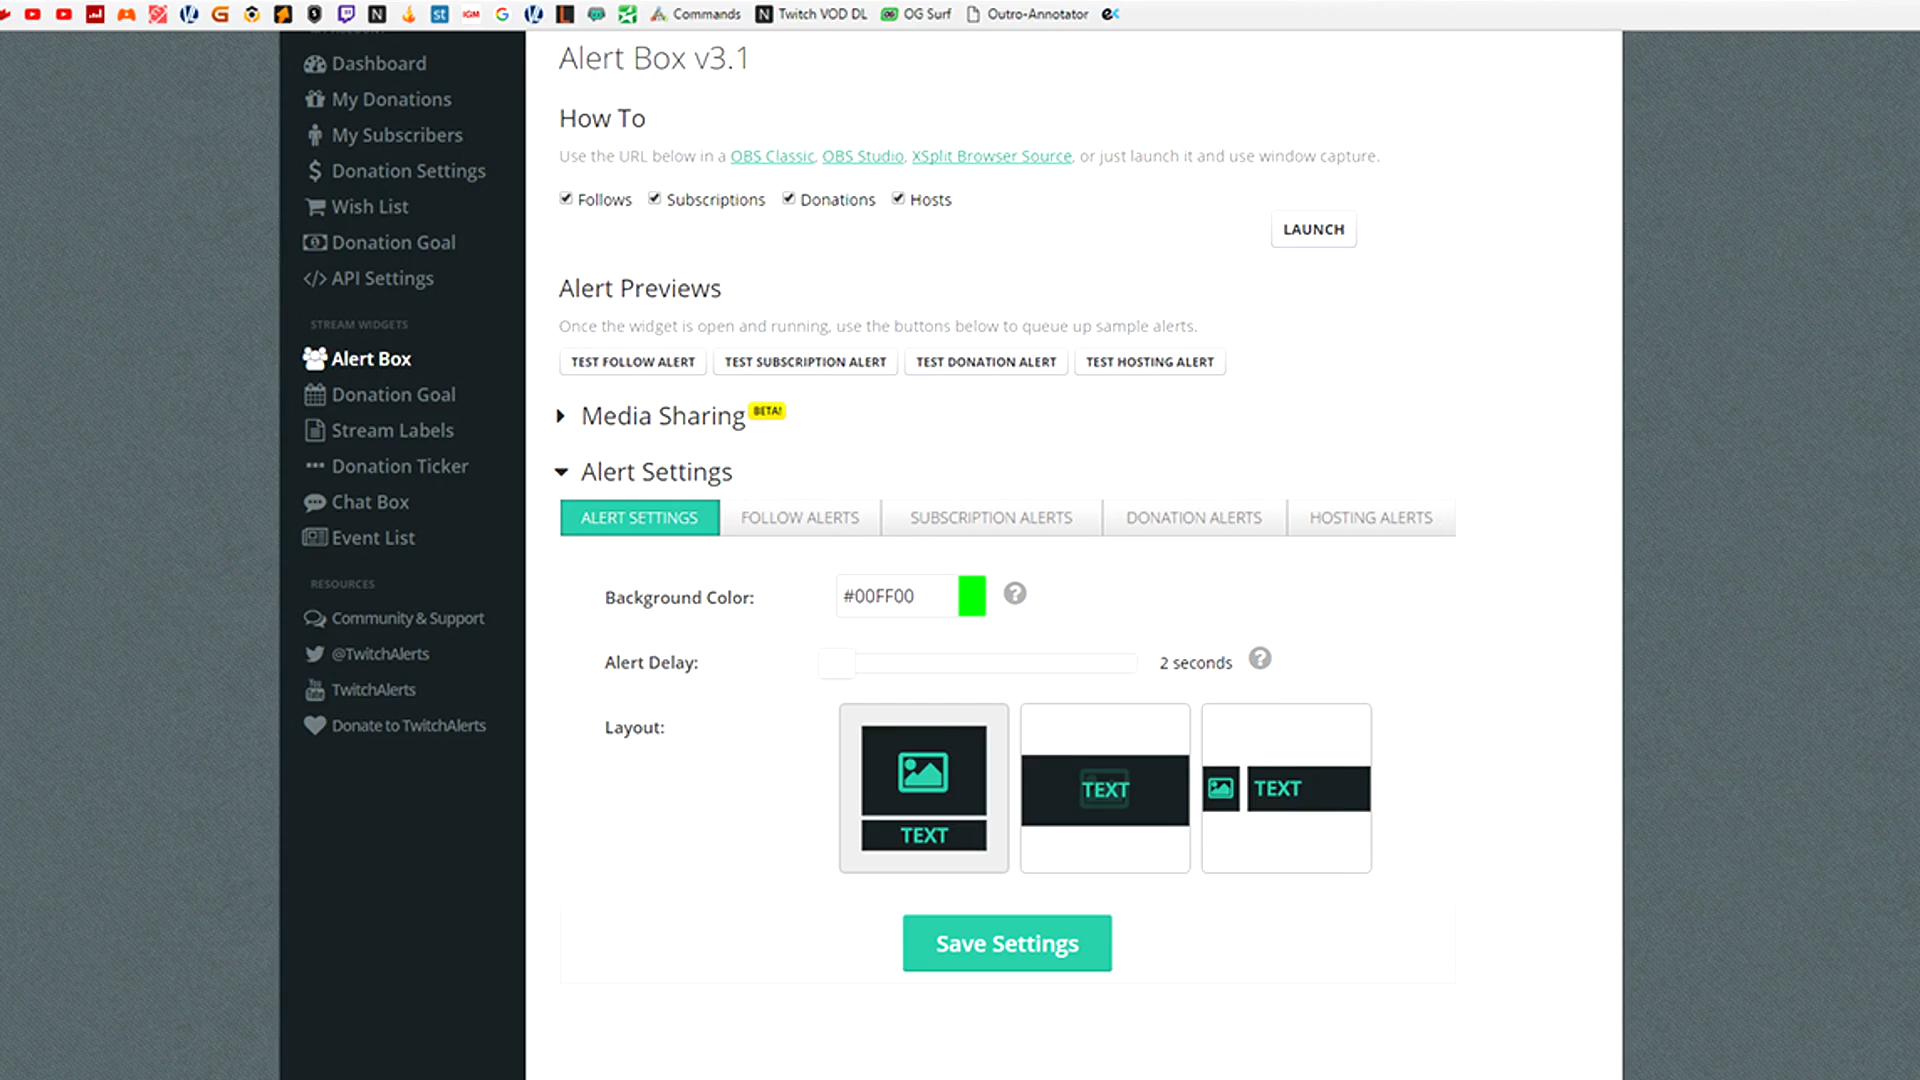 Commands Twitch VOD DL OG Surf Outro-Annotator
Alert Box v3.1
Dashboard
My Donations
My Subscribers
Donation Settings
Wish List
Donation Goal
API Settings
STREAM WIDGETS
Alert Box
Donation Goal
Stream Labels
Donation Ticker
Chat Box
Event List
RESOURCES
Community & Support
@TwitchAlerts
TwitchAlerts
Donate to TwitchAlerts
How To
Use the URL below in a OBS Classic, OBS Studio, XSplit Browser Source, or just launch it and use window capture.
Follows Subscriptions Donations Hosts
LAUNCH
Alert Previews
Once the widget is open and running, use the buttons below to queue up sample alerts.
TEST FOLLOW ALERT TEST SUBSCRIPTION ALERT TEST DONATION ALERT TEST HOSTING ALERT
Media Sharing BETA!
Alert Settings
ALERT SETTINGS FOLLOW ALERTS SUBSCRIPTION ALERTS DONATION ALERTS HOSTING ALERTS
Background Color: #00FF00 ?
Alert Delay: 2 seconds ?
Layout:
TEXT
TEXT
TEXT
Save Settings